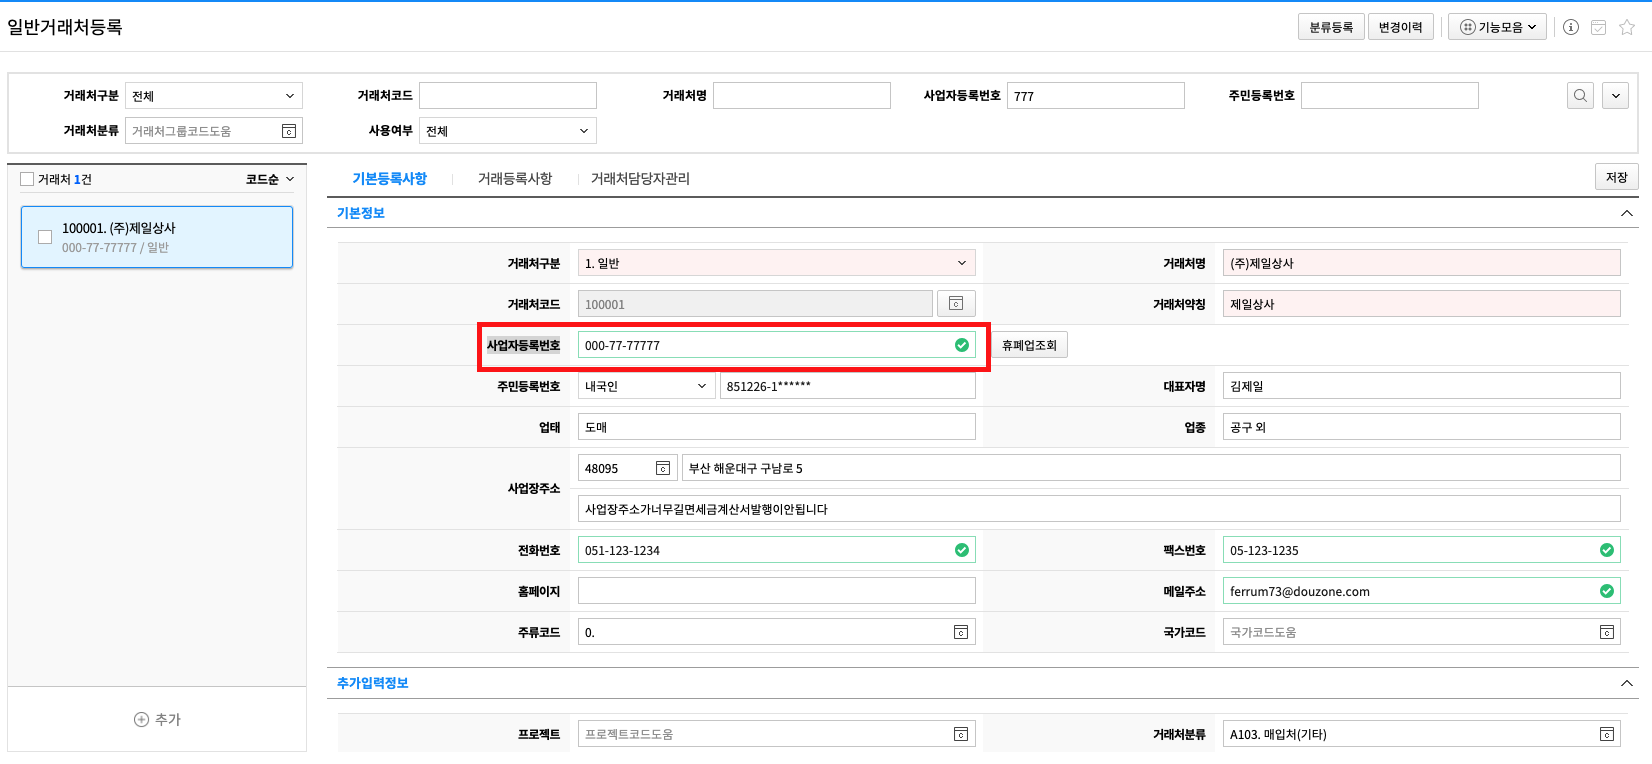 일반거래처등록
분류등록 변경이력 기능모음
거래처구분 전체 거래처코드 거래처명 사업자등록번호 777 주민등록번호
거래처분류 거래처그룹코드도움 사용여부 전체
거래처 1건 코드순
100001. (주)제일상사
000-77-77777 / 일반
추가
기본등록사항 거래등록사항 거래처담당자관리 저장
기본정보
거래처구분 1. 일반 거래처명 (주)제일상사
거래처코드 100001 거래처약칭 제일상사
사업자등록번호 000-77-77777 휴폐업조회
주민등록번호 내국인 851226-1****** 대표자명 김제일
업태 도매 업종 공구 외
사업장주소 48095 부산 해운대구 구남로 5
사업장주소가너무길면세금계산서발행이안됩니다
전화번호 051-123-1234 팩스번호 05-123-1235
홈페이지 메일주소 ferrum73@douzone.com
주류코드 0. 국가코드 국가코드도움
추가입력정보
프로젝트 프로젝트코드도움 거래처분류 A103. 매입처(기타)